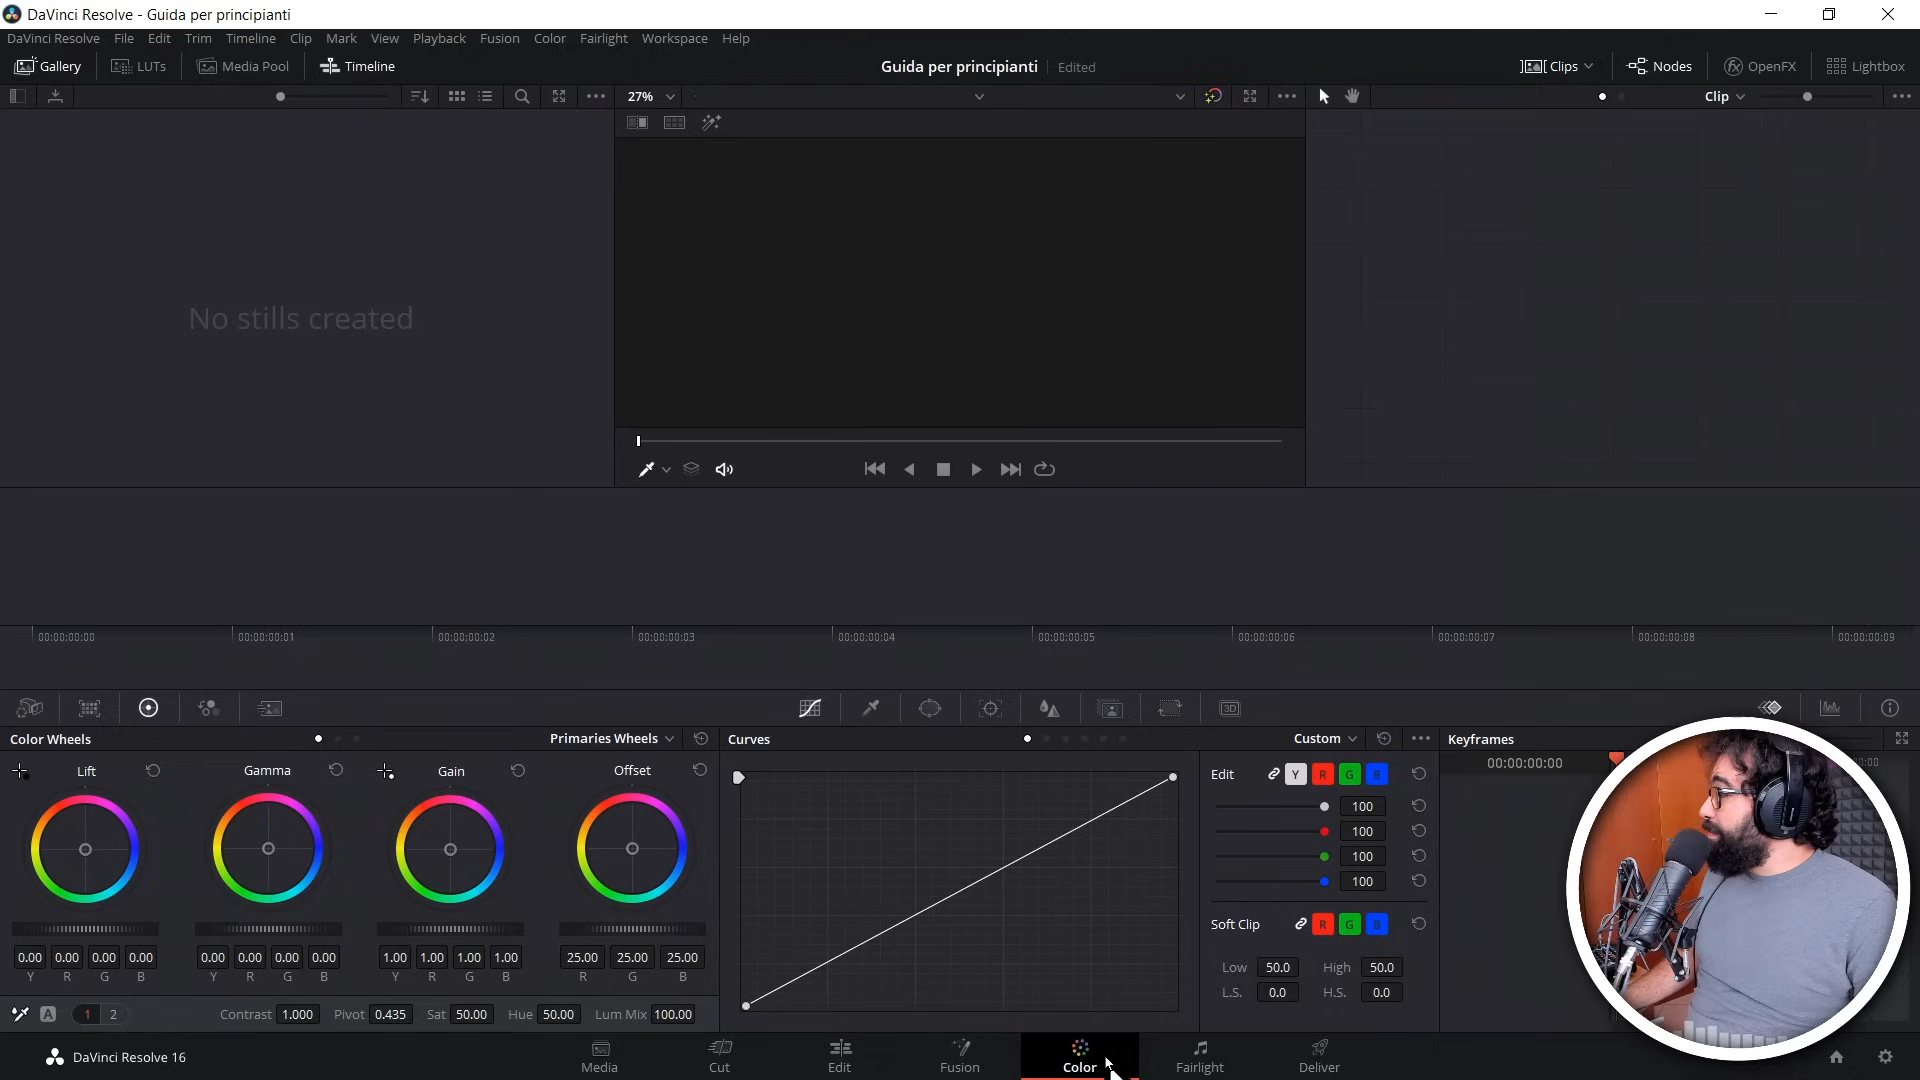 DaVinci Resolve - Guida per principianti
DaVinci Resolve File Edit Trim Timeline Clip Mark View Playback Fusion Color Fairlight Workspace Help
Gallery LUTs Media Pool Timeline Guida per principianti Edited Clips Nodes OpenFX Lightbox
27% Clip
No stills created
00:00:00:00 00:00:00:01 00:00:00:02 00:00:00:03 00:00:00:04 00:00:00:05 00:00:00:06 00:00:00:07 00:00:00:08 00:00:00:09
3D
Color Wheels Primaries Wheels Curves Custom Keyframes
00:00:00:00 :00
Lift Gamma Gain Offset Edit Y R G B
100
100
100
100
Soft Clip R G B
0.00 0.00 0.00 0.00 0.00 0.00 0.00 0.00 1.00 1.00 1.00 1.00 25.00 25.00 25.00
Y R G B Y R G B Y R G B R G B
Low 50.0 High 50.0
L.S. 0.0 H.S. 0.0
A 1 2 Contrast 1.000 Pivot 0.435 Sat 50.00 Hue 50.00 Lum Mix 100.00
DaVinci Resolve 16 Media Cut Edit Fusion Color Fairlight Deliver